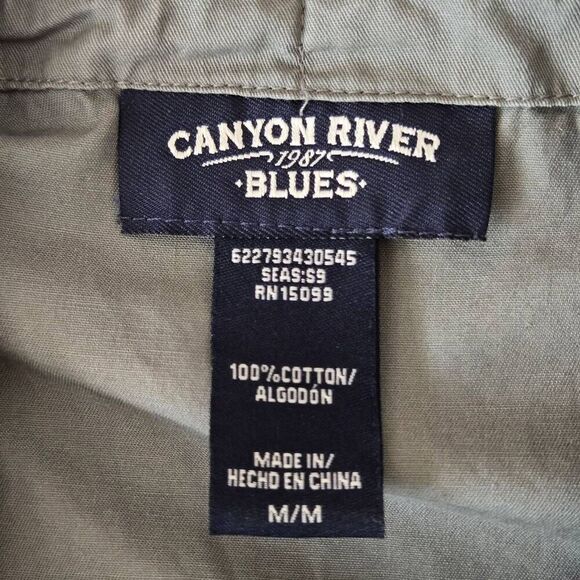 CANYON RIVER
1987
·BLUES·
622793430545
SEAS:S9
RN15099
100%COTTON/
ALGODÓN
MADE IN/
HECHO EN CHINA
M/M